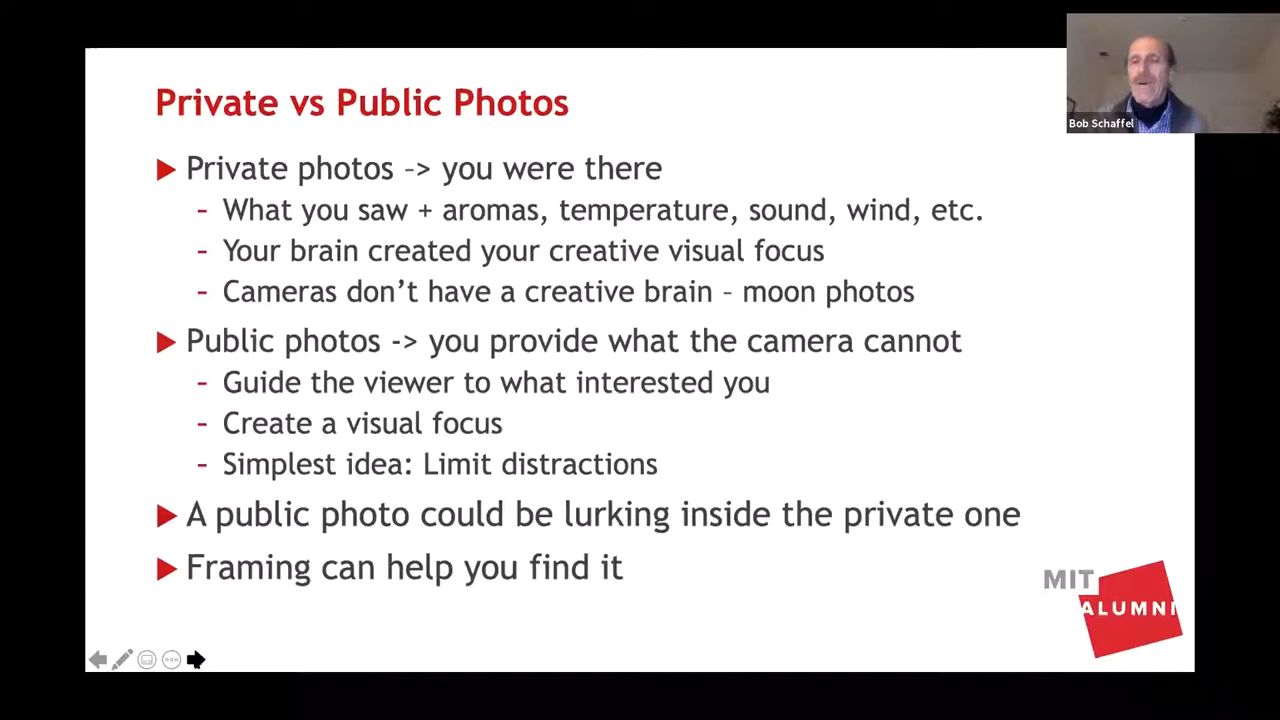 Private vs Public Photos
Private photos –> you were there
– What you saw + aromas, temperature, sound, wind, etc.
– Your brain created your creative visual focus
– Cameras don’t have a creative brain – moon photos
Public photos -> you provide what the camera cannot
– Guide the viewer to what interested you
– Create a visual focus
– Simplest idea: Limit distractions
A public photo could be lurking inside the private one
Framing can help you find it
MIT
ALUMNI
Bob Schaffel